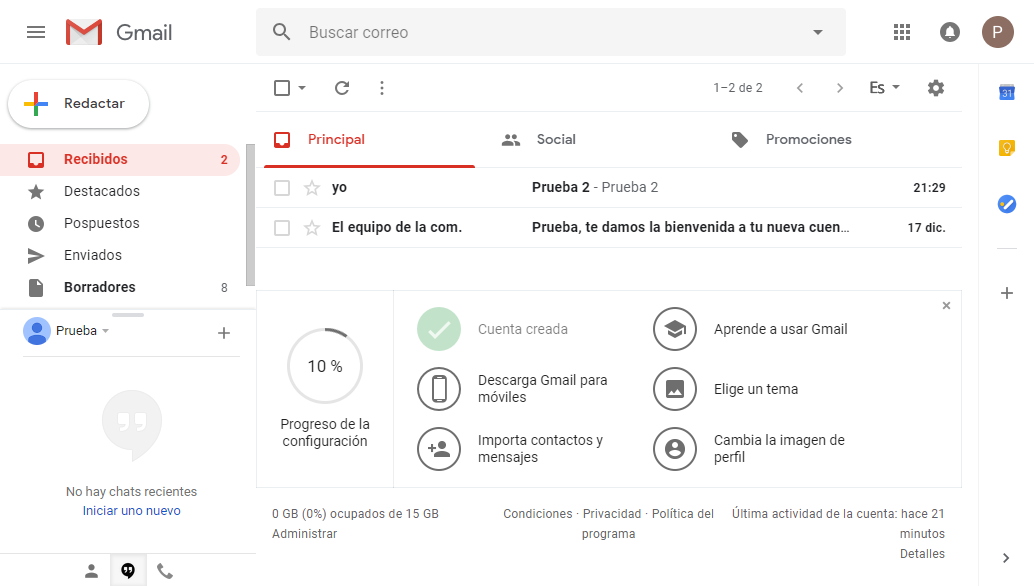 Gmail
Buscar correo
P
Redactar
1–2 de 2
Es
31
Recibidos 2
Destacados
Pospuestos
Enviados
Borradores 8
Principal
Social
Promociones
yo Prueba 2 - Prueba 2 21:29
El equipo de la com. Prueba, te damos la bienvenida a tu nueva cuen… 17 dic.
Prueba
No hay chats recientes
Iniciar uno nuevo
10 %
Progreso de la
configuración
Cuenta creada
Aprende a usar Gmail
Descarga Gmail para
móviles
Elige un tema
Importa contactos y
mensajes
Cambia la imagen de
perfil
0 GB (0%) ocupados de 15 GB
Administrar
Condiciones · Privacidad · Política del
programa
Última actividad de la cuenta: hace 21
minutos
Detalles